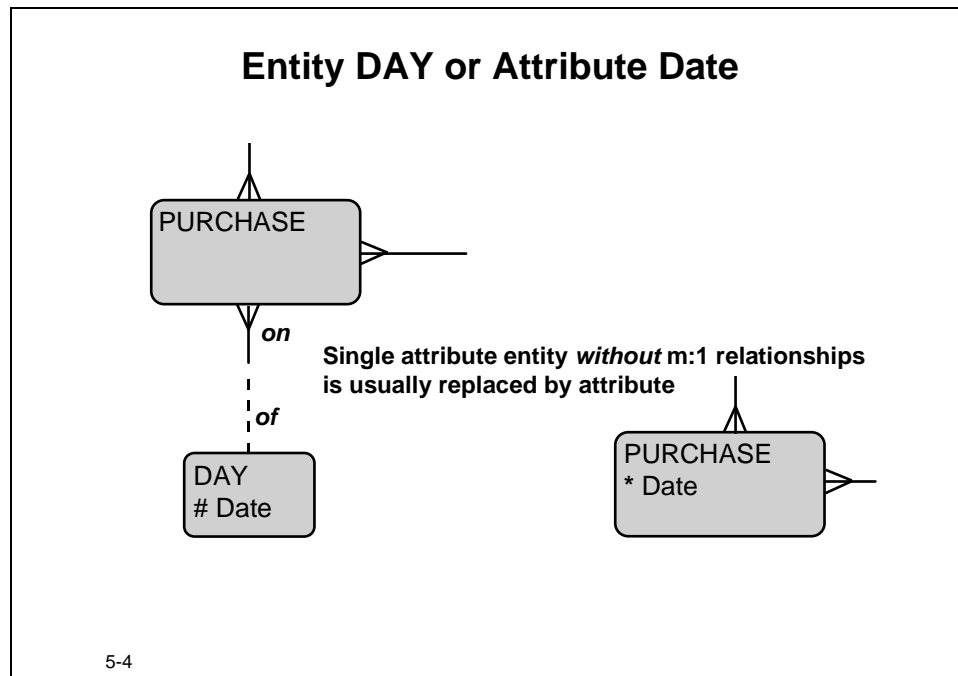 Entity DAY or Attribute Date
PURCHASE
on
Single attribute entity without m:1 relationships
is usually replaced by attribute
of
DAY
# Date
PURCHASE
* Date
5-4